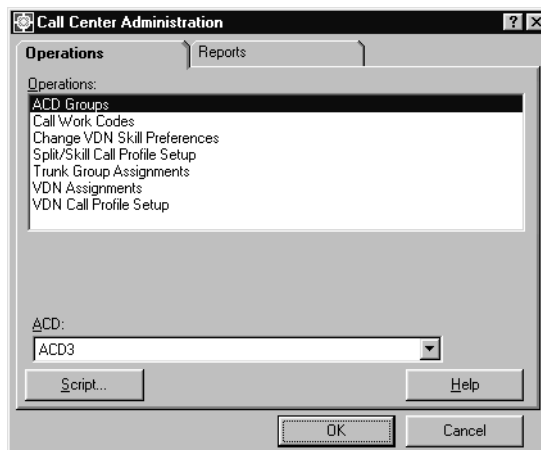 Call Center Administration
Operations
Reports
Operations:
ACD Groups
Call Work Codes
Change VDN Skill Preferences
Split/Skill Call Profile Setup
Trunk Group Assignments
VDN Assignments
VDN Call Profile Setup
ACD:
ACD3
Script...
Help
OK
Cancel